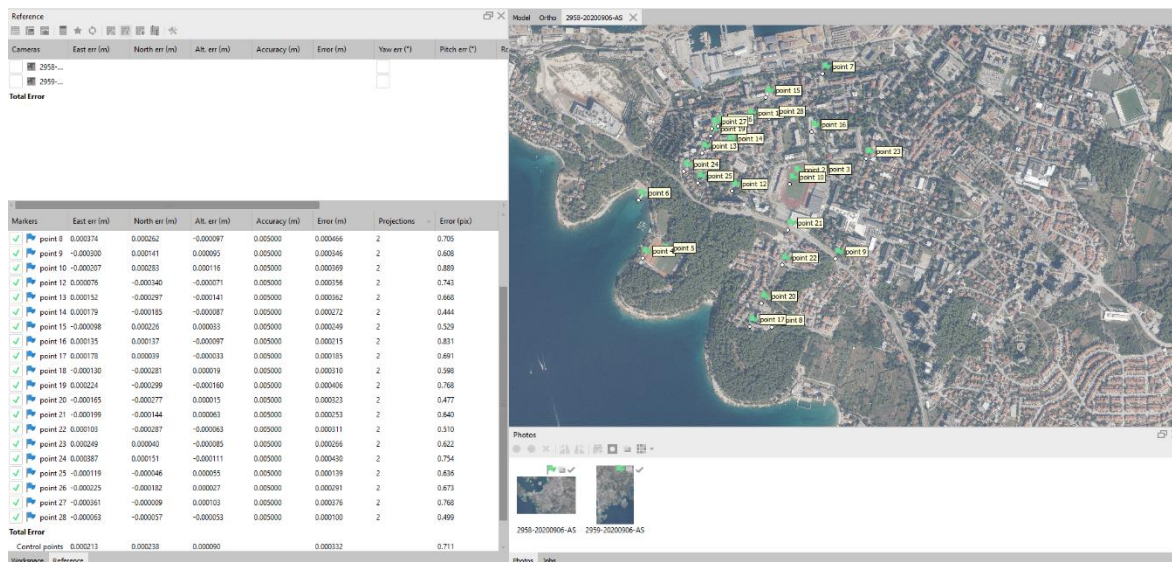 Reference
Cameras East err (m) North err (m) Alt. err (m) Accuracy (m) Error (m) Yaw err (°) Pitch err (°) Ro
2958-...
2959-...
Total Error
Markers East err (m) North err (m) Alt. err (m) Accuracy (m) Error (m) Projections Error (pix)
point 8 0.000374 0.000262 -0.000097 0.005000 0.000466 2 0.705
point 9 -0.000300 0.000141 0.000095 0.005000 0.000346 2 0.608
point 10 -0.000207 0.000283 0.000116 0.005000 0.000369 2 0.889
point 12 0.000076 -0.000340 -0.000071 0.005000 0.000356 2 0.743
point 13 0.000152 -0.000297 -0.000141 0.005000 0.000362 2 0.668
point 14 0.000179 -0.000185 -0.000087 0.005000 0.000272 2 0.444
point 15 -0.000098 0.000226 0.000033 0.005000 0.000249 2 0.529
point 16 0.000135 0.000137 -0.000097 0.005000 0.000215 2 0.831
point 17 0.000178 0.000039 -0.000033 0.005000 0.000185 2 0.691
point 18 -0.000130 -0.000281 0.000019 0.005000 0.000310 2 0.598
point 19 0.000224 -0.000299 -0.000160 0.005000 0.000406 2 0.768
point 20 -0.000165 -0.000277 0.000015 0.005000 0.000323 2 0.477
point 21 -0.000199 -0.000144 0.000063 0.005000 0.000253 2 0.640
point 22 0.000103 -0.000287 -0.000063 0.005000 0.000311 2 0.510
point 23 0.000249 0.000040 -0.000085 0.005000 0.000266 2 0.622
point 24 0.000387 0.000151 -0.000111 0.005000 0.000430 2 0.754
point 25 -0.000119 -0.000046 0.000055 0.005000 0.000139 2 0.636
point 26 -0.000225 -0.000182 0.000027 0.005000 0.000291 2 0.673
point 27 -0.000361 -0.000009 0.000103 0.005000 0.000376 2 0.768
point 28 -0.000063 -0.000057 -0.000053 0.005000 0.000100 2 0.499
Total Error
Control points 0.000213 0.000238 0.000090 0.000332 0.711
Workspace Reference
Model Ortho 2958-20200906-AS
point 7
point 15
point 1 point 28
point 27 6
point 16
point 19
point 14
point 13
point 23
point 24
point 2 point 3
point 25
point 10
point 12
point 6
point 21
point 4 point 5
point 9
point 22
point 20
point 17 oint 8
Photos
2958-20200906-AS 2959-20200906-AS
Photos Jobs